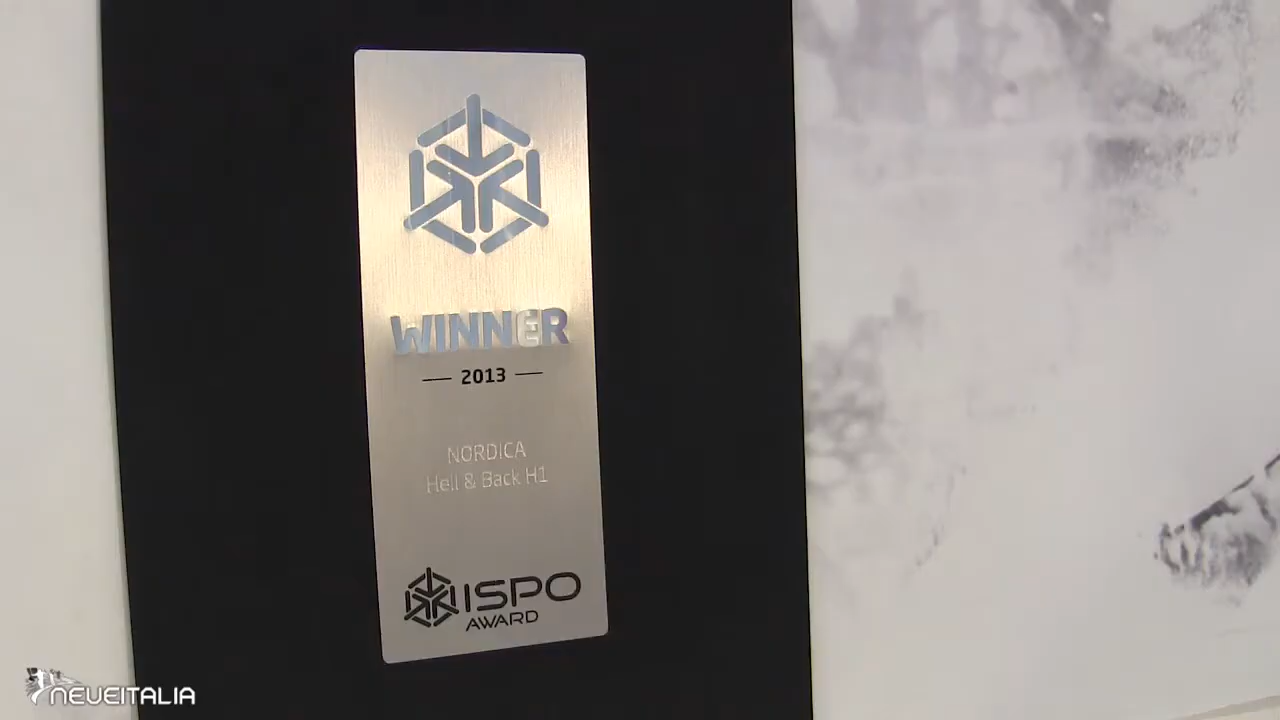 WINNER
2013
NORDICA
Hell & Back H1
ISPO
AWARD
NEVEITALIA